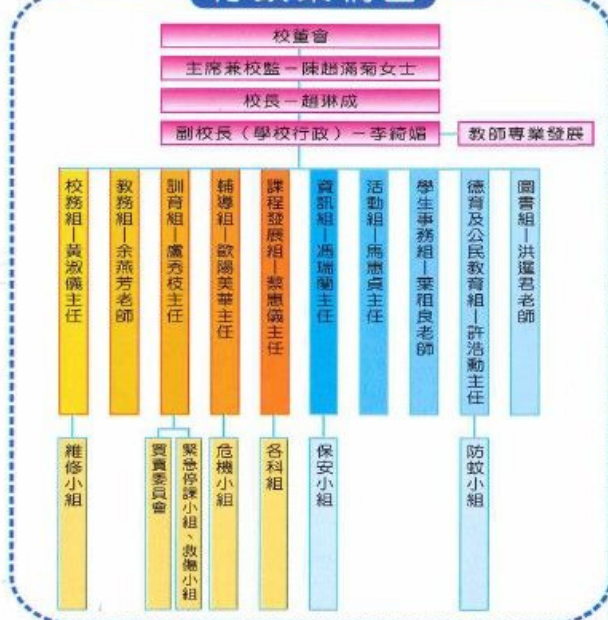 校董會
主席兼校監－陳趙滿菊女士
校長－趙琳成
副校長（學校行政）－李綺媚
教師專業發展
校務組－黃淑儀主任
教務組－余燕芳老師
訓育組－盧秀枝主任
輔導組－歐陽美華主任
課程發展組－蔡惠儀主任
資訊組－馮瑞蘭主任
活動組－馬惠貞主任
學生事務組－葉祖良老師
德育及公民教育組－許浩勳主任
圖書組－洪暹君老師
維修小組
買賣委員會
緊急停課小組、救傷小組
危機小組
各科組
保安小組
防蚊小組